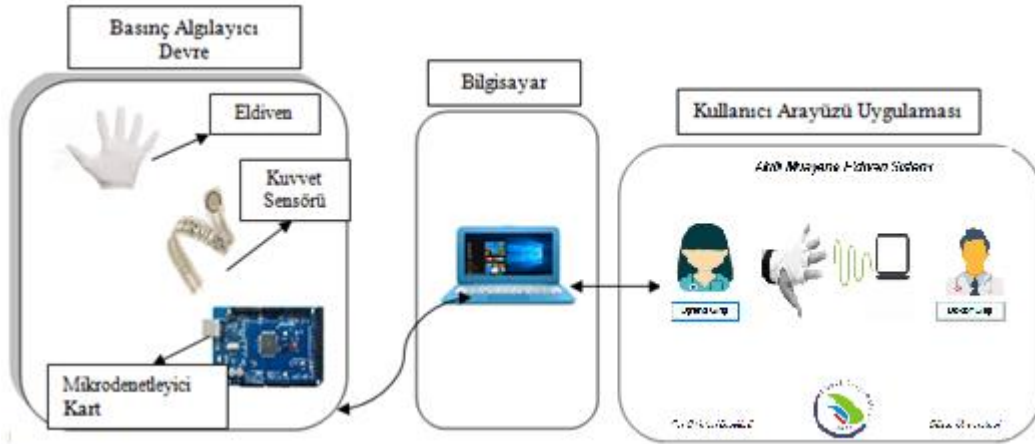 Basınç Algılayıcı
Devre
Eldiven
Kuvvet
Sensörü
Mikrodenetleyici
Kart
Bilgisayar
Kullanıcı Arayüzü Uygulaması
Akıllı Muayene Eldiven Sistemi